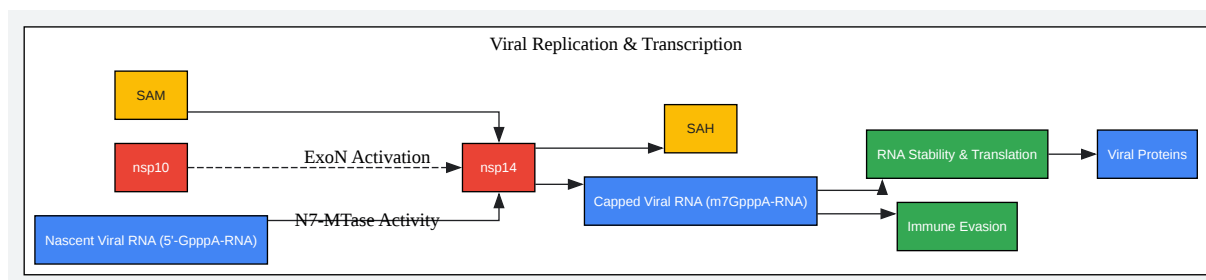 Viral Replication & Transcription
SAM
SAH
nsp10
ExoN Activation
nsp14
RNA Stability & Translation
Viral Proteins
Capped Viral RNA (m7GpppA-RNA)
N7-MTase Activity
Nascent Viral RNA (5'-GpppA-RNA)
Immune Evasion